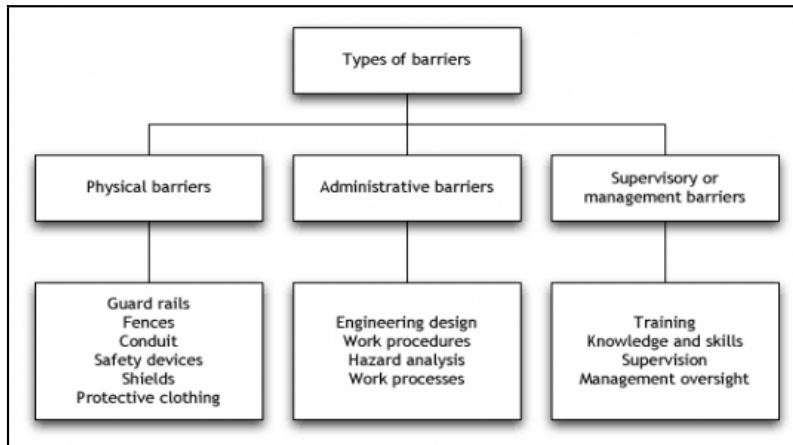 Types of barriers
Physical barriers
Administrative barriers
Supervisory or
management barriers
Guard rails
Fences
Conduit
Safety devices
Shields
Protective clothing
Engineering design
Work procedures
Hazard analysis
Work processes
Training
Knowledge and skills
Supervision
Management oversight